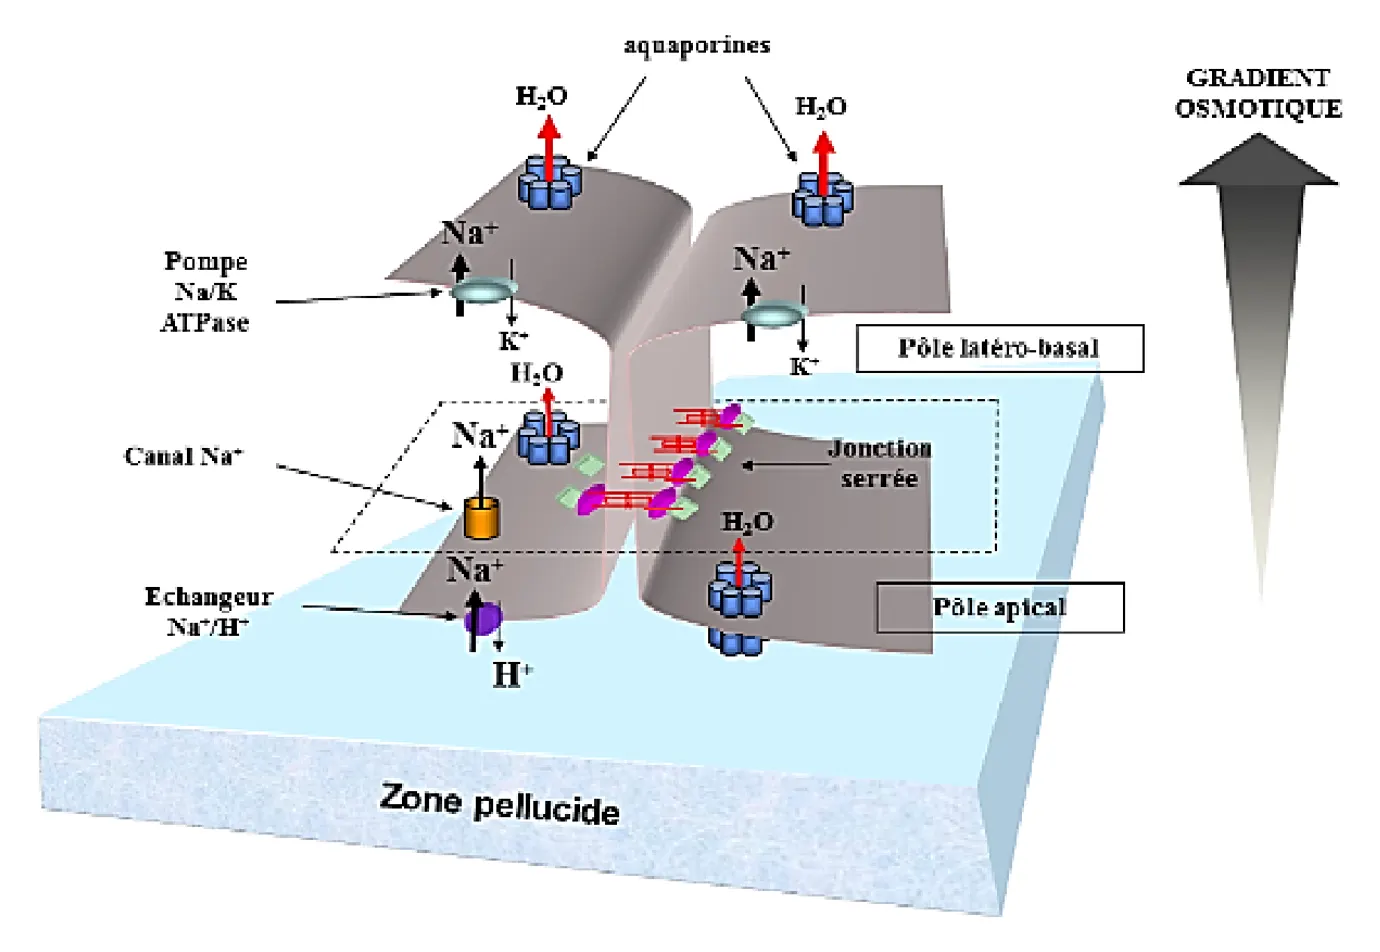 aquaporines
GRADIENT
OSMOTIQUE
H₂O
H₂O
Na⁺
Na⁺
Pompe
Na/K
ATPase
K⁺
K⁺
Pôle latéro-basal
H₂O
Na⁺
Canal Na⁺
Jonction
serrée
H₂O
Na⁺
Echangeur
Na⁺/H⁺
Pôle apical
H⁺
Zone pellucide